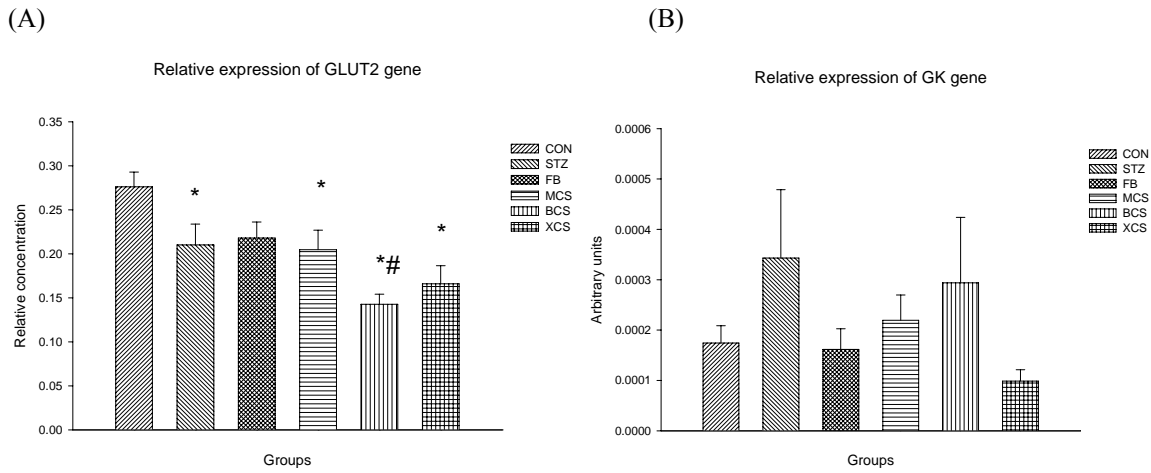 (A)
Relative expression of GLUT2 gene
Relative concentration
0.35
0.30
0.25
0.20
0.15
0.10
0.05
0.00
*
*
*#
*
Groups
CON
STZ
FB
MCS
BCS
XCS
(B)
Relative expression of GK gene
Arbitrary units
0.0006
0.0005
0.0004
0.0003
0.0002
0.0001
0.0000
Groups
CON
STZ
FB
MCS
BCS
XCS